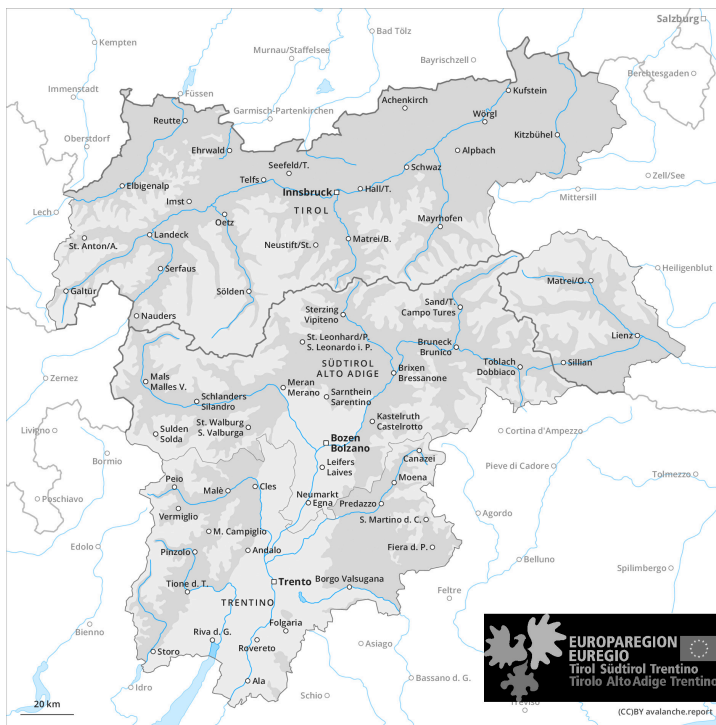 Salzburg
Kempten
Bad Tölz
Murnau/Staffelsee
Bayrischzell
Berchtesgaden
Immenstadt
Füssen
Kufstein
Achenkirch
Garmisch-Partenkirchen
Reutte
Wörgl
Oberstdorf
Kitzbühel
Ehrwald
Alpbach
Seefeld/T.
Schwaz
Telfs
Zell/See
Elbigenalp
Innsbruck
Hall/T.
Mittersill
Imst
TIROL
Lech
Oetz
Mayrhofen
Landeck
St. Anton/A.
Neustift/St.
Matrei/B.
Serfaus
Heiligenblut
Galtür
Sölden
Matrei/O.
Sand/T.
Campo Tures
Nauders
Sterzing
Vipiteno
Lienz
St. Leonhard/P.
S. Leonardo i. P.
Bruneck
Brunico
SÜDTIROL
ALTO ADIGE
Toblach
Dobbiaco
Sillian
Brixen
Bressanone
Zernez
Mals
Malles V.
Meran
Merano
Schlanders
Silandro
Sarnthein
Sarentino
St. Walburg
S. Valburga
Kastelruth
Castelrotto
Livigno
Sulden
Solda
Cortina d'Ampezzo
Bozen
Bolzano
Bormio
Canazei
Pieve di Cadore
Leifers
Laives
Tolmezzo
Poschiavo
Peio
Moena
Malè
Cles
Neumarkt
Egna
Predazzo
Vermiglio
Agordo
S. Martino d. C.
M. Campiglio
Edolo
Pinzolo
Andalo
Fiera d. P.
Belluno
Spilimbergo
Tione d. T.
Trento
Borgo Valsugana
Feltre
TRENTINO
Folgaria
Bienno
Riva d. G.
Rovereto
Asiago
Storo
Ala
Idro
Schio
Bassano d. G.
EUROPAREGION
EUREGIO
Tirol Südtirol Trentino
Tirolo Alto Adige Trentino
Treviso
20 km
(CC)BY avalanche.report